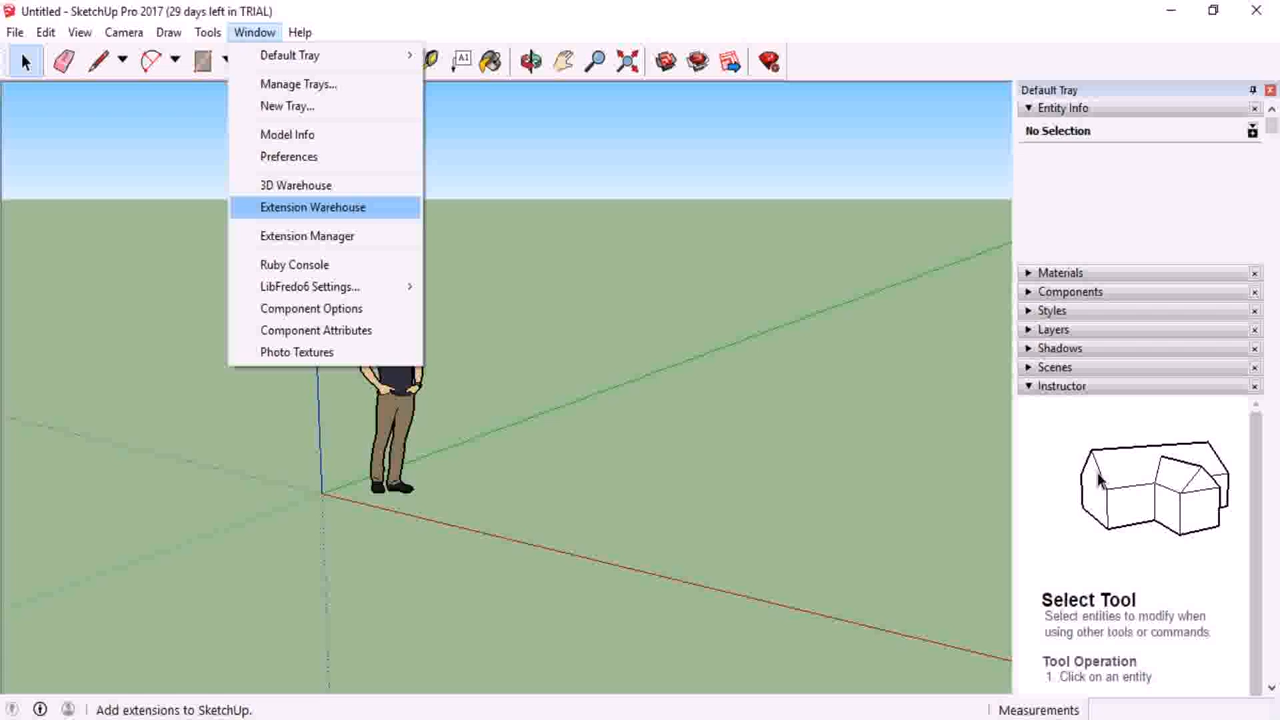 Untitled - SketchUp Pro 2017 (29 days left in TRIAL)
File Edit View Camera Draw Tools Window Help
A1
Default Tray
Manage Trays...
New Tray...
Model Info
Preferences
3D Warehouse
Extension Warehouse
Extension Manager
Ruby Console
LibFredo6 Settings...
Component Options
Component Attributes
Photo Textures
Default Tray
Entity Info
No Selection
Materials
Components
Styles
Layers
Shadows
Scenes
Instructor
Select Tool
Select entities to modify when
using other tools or commands.
Tool Operation
1 Click on an entity
Add extensions to SketchUp.
Measurements